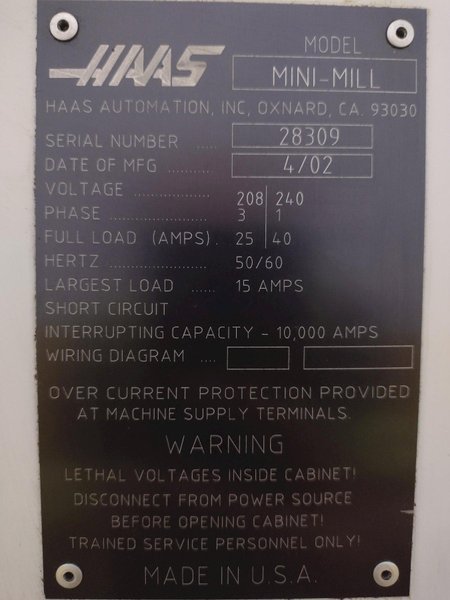 HAAS
MODEL
MINI-MILL
HAAS AUTOMATION, INC, OXNARD, CA. 93030
SERIAL NUMBER ..... 28309
DATE OF MFG ........... 4/02
VOLTAGE ................. 208 | 240
PHASE ..................... 3 | 1
FULL LOAD (AMPS) . 25 | 40
HERTZ ..................... 50/60
LARGEST LOAD ...... 15 AMPS
SHORT CIRCUIT
INTERRUPTING CAPACITY - 10,000 AMPS
WIRING DIAGRAM ....
OVER CURRENT PROTECTION PROVIDED
AT MACHINE SUPPLY TERMINALS.
WARNING
LETHAL VOLTAGES INSIDE CABINET!
DISCONNECT FROM POWER SOURCE
BEFORE OPENING CABINET!
TRAINED SERVICE PERSONNEL ONLY!
MADE IN U.S.A.